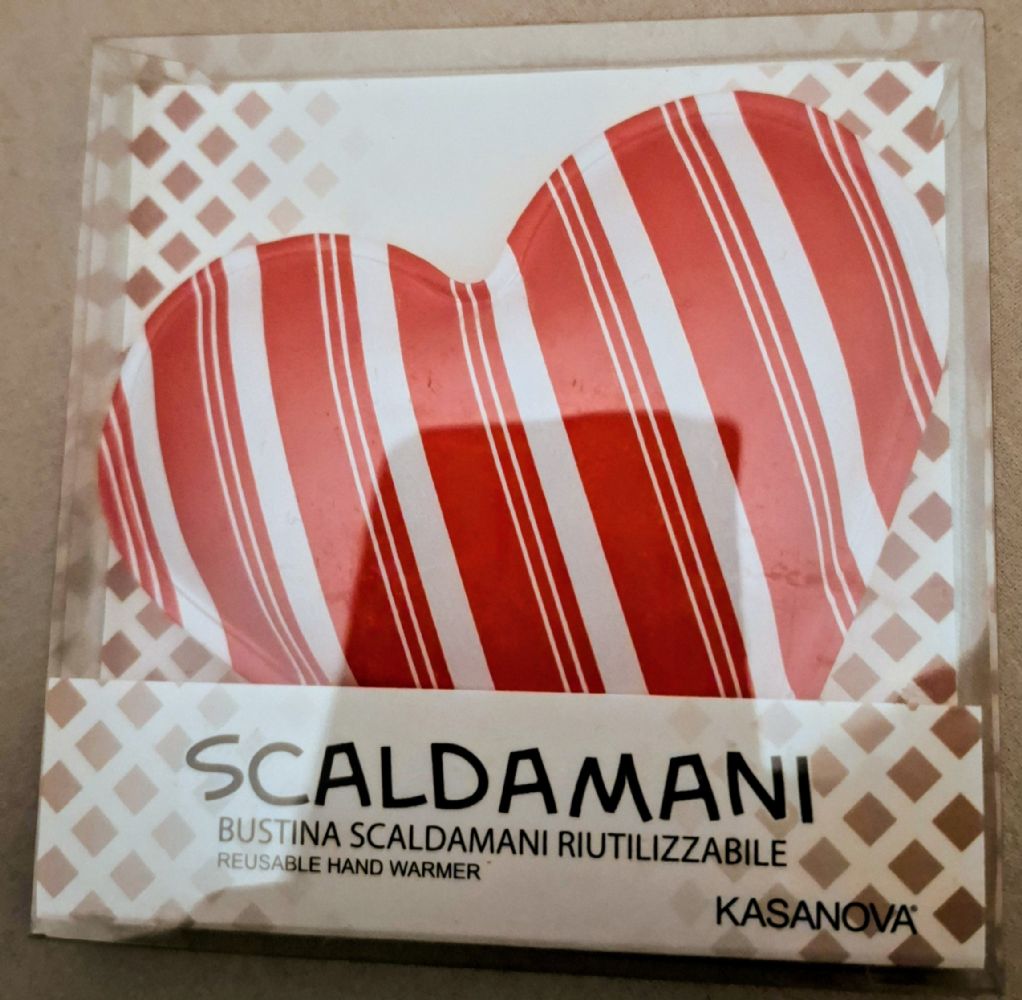 SCALDAMANI
BUSTINA SCALDAMANI RIUTILIZZABILE
REUSABLE HAND WARMER
KASANOVA®